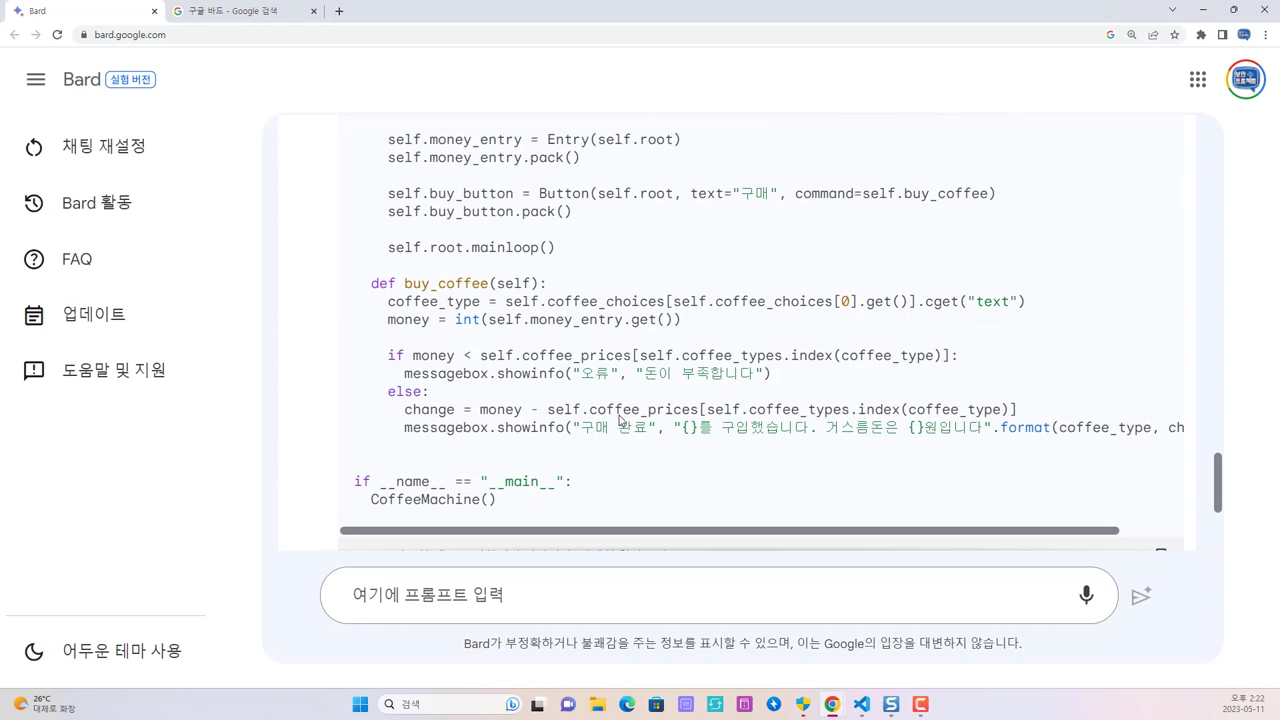 Bard
구글 바드 - Google 검색
bard.google.com
Bard 실험 버전
채팅 재설정
Bard 활동
FAQ
업데이트
도움말 및 지원
self.money_entry = Entry(self.root)
self.money_entry.pack()
self.buy_button = Button(self.root, text="구매", command=self.buy_coffee)
self.buy_button.pack()
self.root.mainloop()
def buy_coffee(self):
coffee_type = self.coffee_choices[self.coffee_choices[0].get()].cget("text")
money = int(self.money_entry.get())
if money < self.coffee_prices[self.coffee_types.index(coffee_type)]:
messagebox.showinfo("오류", "돈이 부족합니다")
else:
change = money - self.coffee_prices[self.coffee_types.index(coffee_type)]
messagebox.showinfo("구매 완료", "{}를 구입했습니다. 거스름돈은 {}원입니다".format(coffee_type, ch
if __name__ == "__main__":
CoffeeMachine()
여기에 프롬프트 입력
Bard가 부정확하거나 불쾌감을 주는 정보를 표시할 수 있으며, 이는 Google의 입장을 대변하지 않습니다.
어두운 테마 사용
26°C
대체로 화창
검색
오후 2:22
2023-05-11